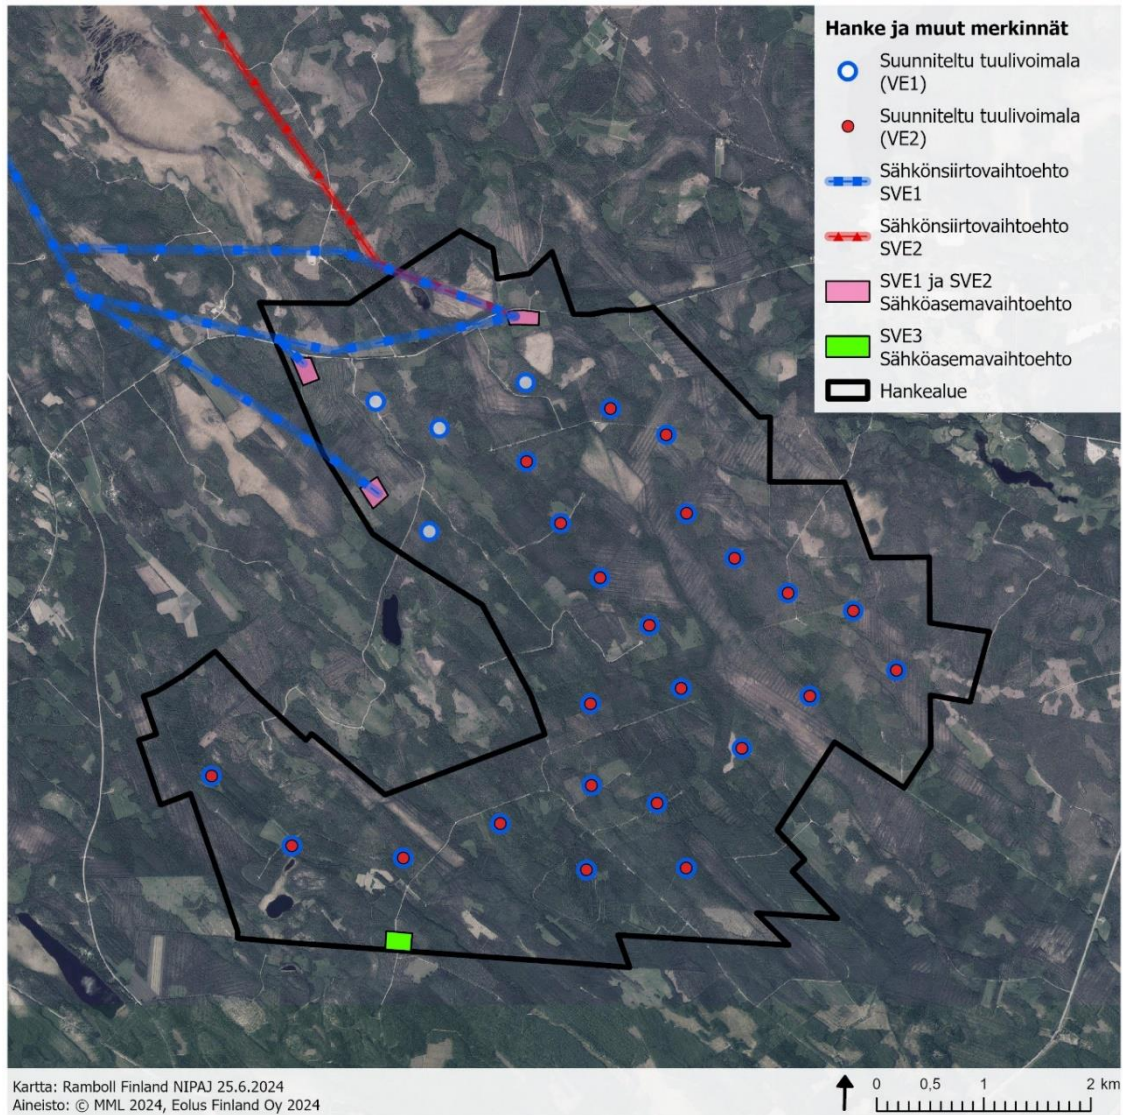 Hanke ja muut merkinnät
Suunniteltu tuulivoimala
(VE1)
Suunniteltu tuulivoimala
(VE2)
Sähkönsiirtovaihtoehto
SVE1
Sähkönsiirtovaihtoehto
SVE2
SVE1 ja SVE2
Sähköasemavaihtoehto
SVE3
Sähköasemavaihtoehto
Hankealue
Kartta: Ramboll Finland NIPAJ 25.6.2024
Aineisto: © MML 2024, Eolus Finland Oy 2024
0 0,5 1 2 km